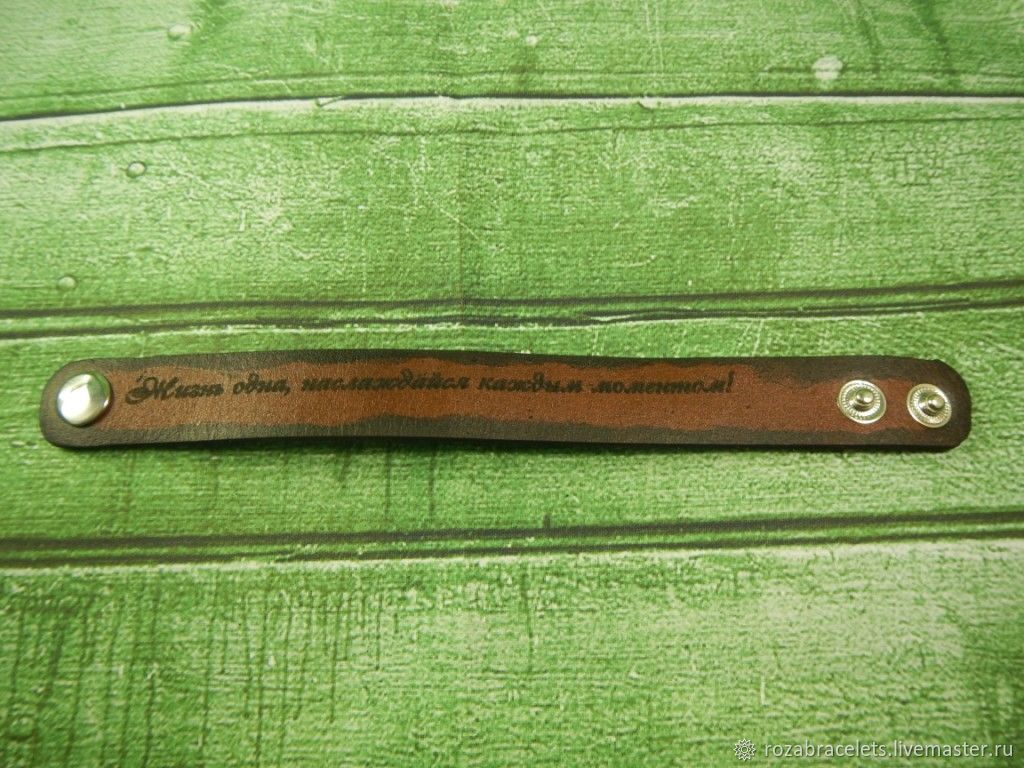 Жизнь одна, наслаждайся каждым моментом!
rozabracelets.livemaster.ru